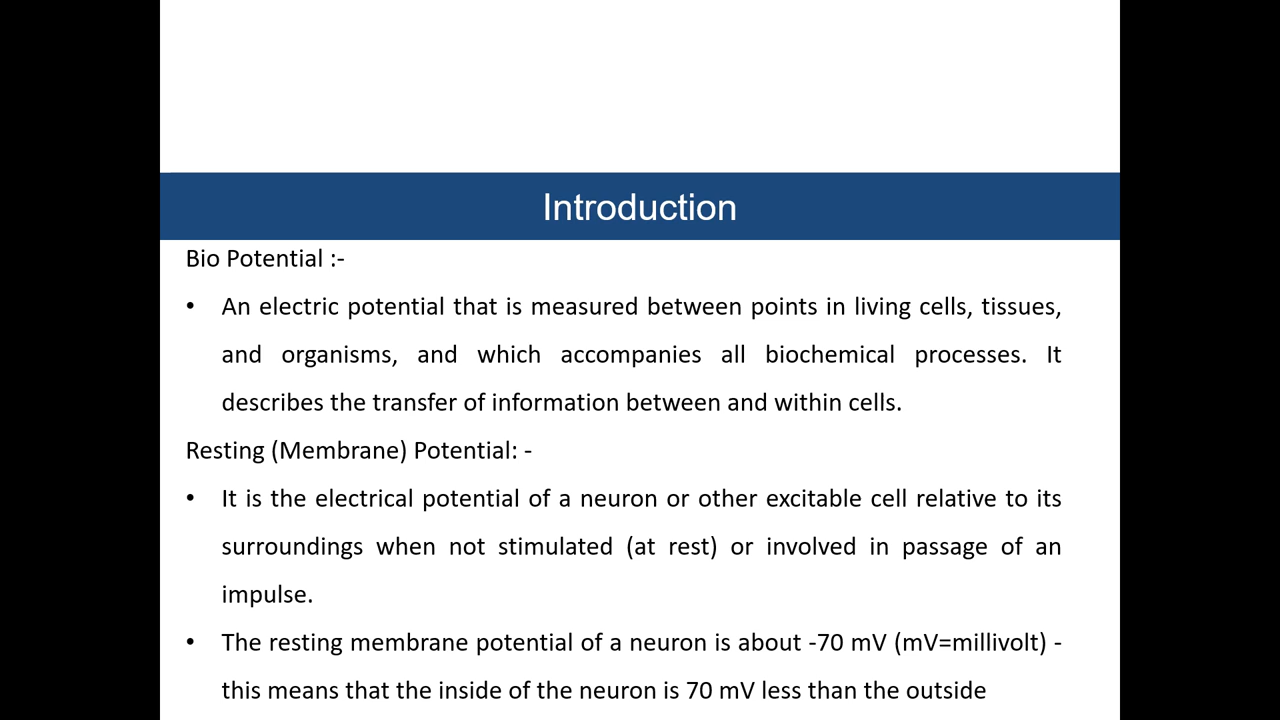 Introduction
Bio Potential :-
• An electric potential that is measured between points in living cells, tissues,
and organisms, and which accompanies all biochemical processes. It
describes the transfer of information between and within cells.
Resting (Membrane) Potential: -
• It is the electrical potential of a neuron or other excitable cell relative to its
surroundings when not stimulated (at rest) or involved in passage of an
impulse.
• The resting membrane potential of a neuron is about -70 mV (mV=millivolt) -
this means that the inside of the neuron is 70 mV less than the outside